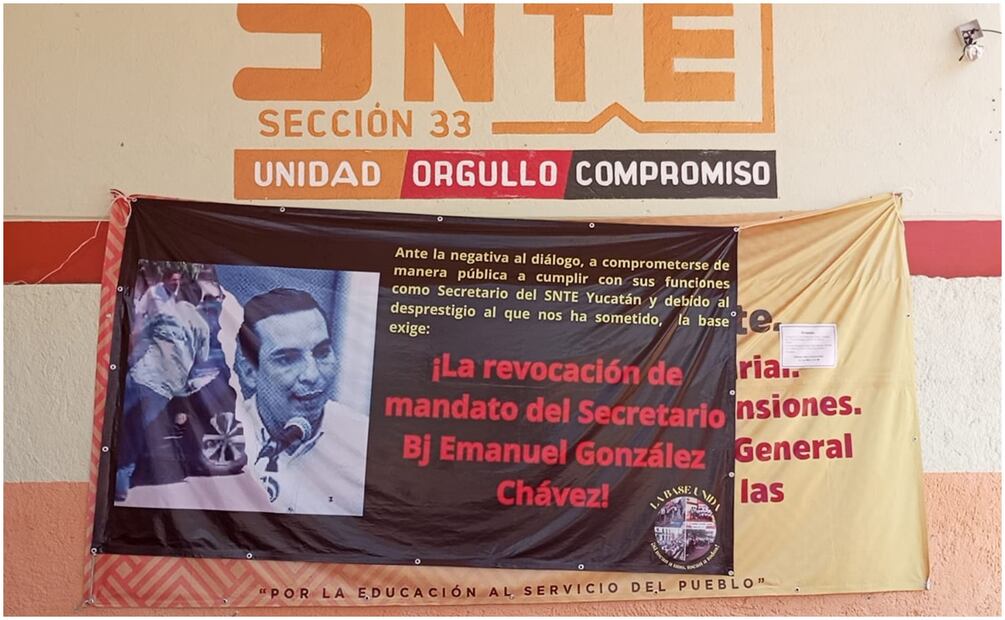 SNTE
SECCIÓN 33
UNIDAD ORGULLO COMPROMISO
Ante la negativa al diálogo, a comprometerse de
manera pública a cumplir con sus funciones
como Secretario del SNTE Yucatán y debido al
desprestigio al que nos ha sometido, la base
exige:
¡La revocación de
mandato del Secretario
Bj Emanuel González
Chávez!
LA BASE UNIDA
te.
rial.
nsiones.
General
las
"POR LA EDUCACIÓN AL SERVICIO DEL PUEBLO"